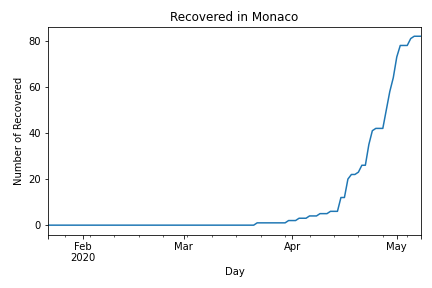 Recovered in Monaco
Number of Recovered
80
60
40
20
0
Feb
2020
Mar
Apr
May
Day